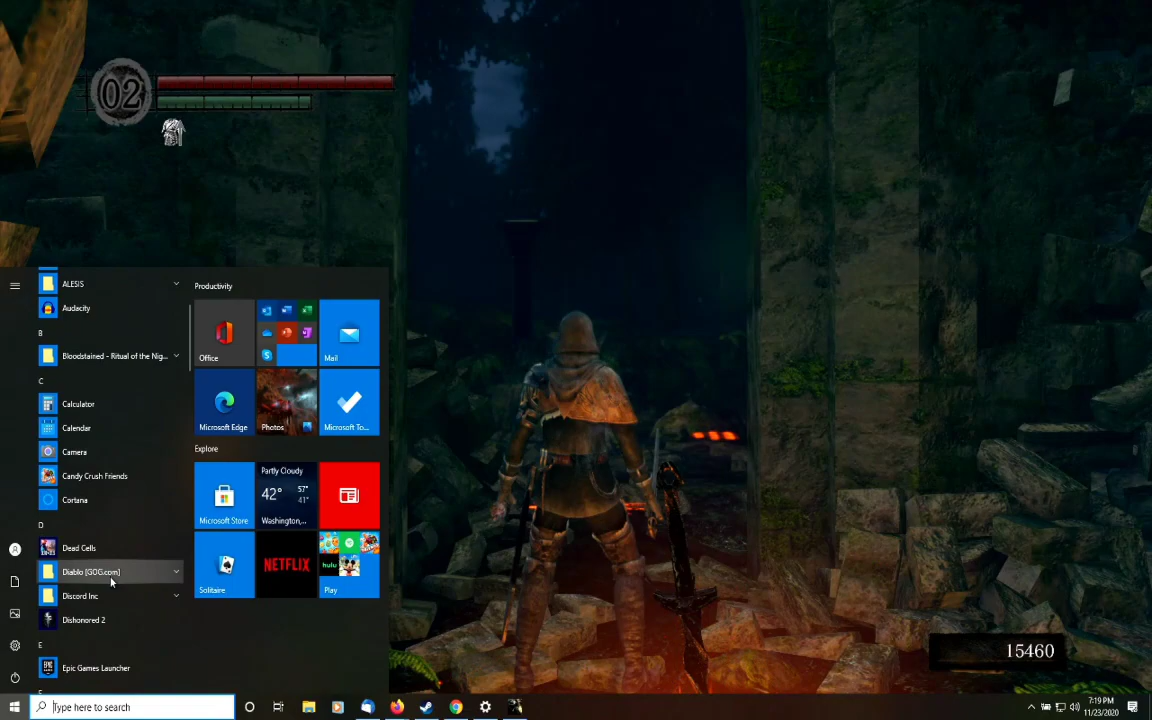 02
ALESIS
Audacity
B
Bloodstained - Ritual of the Nig...
C
Calculator
Calendar
Camera
Candy Crush Friends
Cortana
D
Dead Cells
Diablo [GOG.com]
Discord Inc
Dishonored 2
E
Epic Games Launcher
Productivity
Office
Mail
Microsoft Edge
Photos
Microsoft To...
Explore
Microsoft Store
Partly Cloudy
42° 57°
41°
Washington,...
Solitaire
NETFLIX
hulu
Play
15460
Type here to search
7:19 PM
11/23/2020